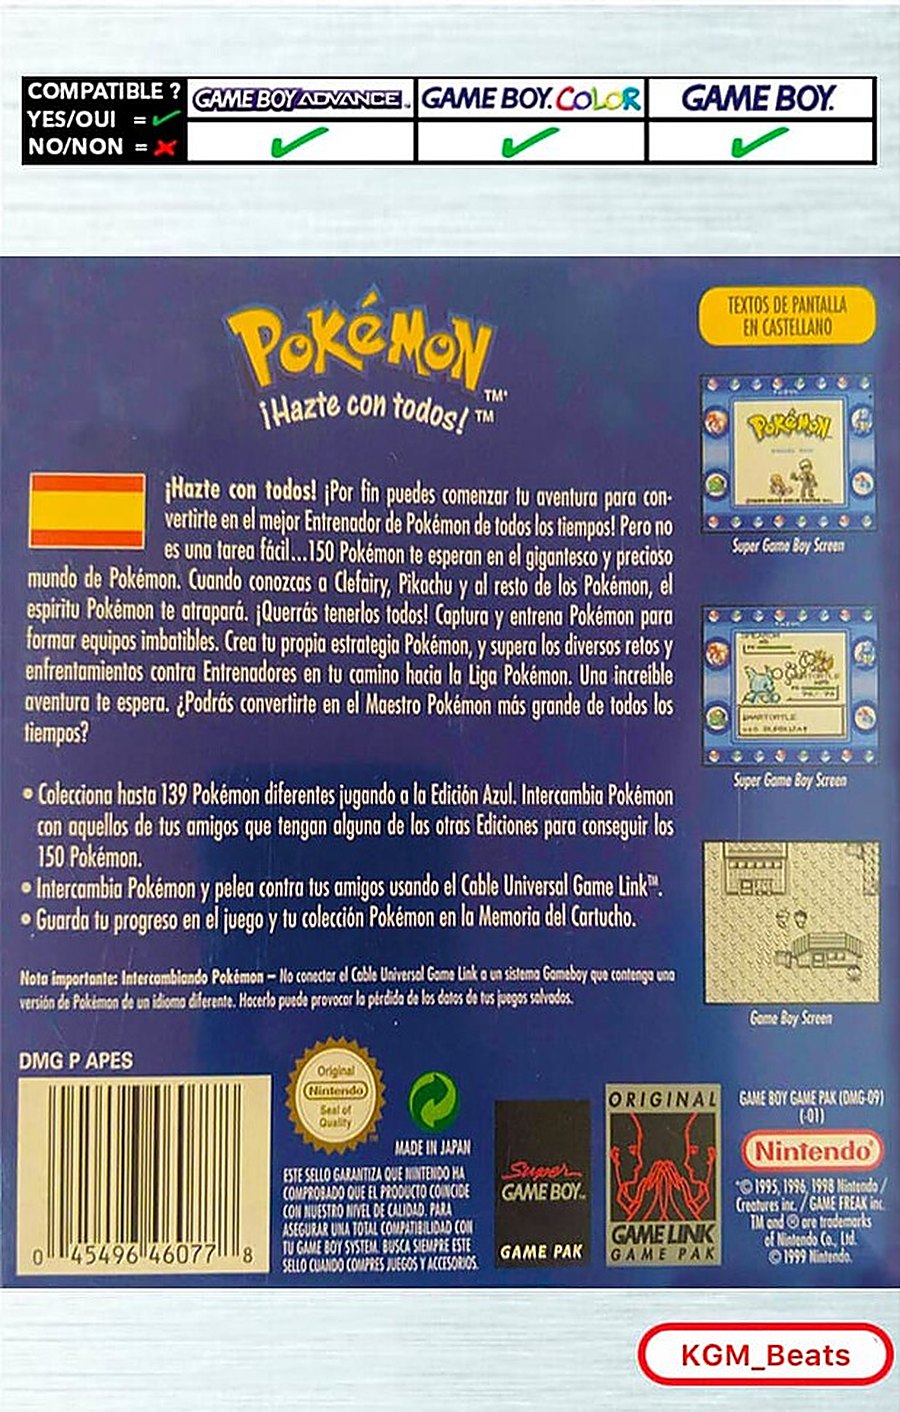 COMPATIBLE ?
YES/OUI =
NO/NON =
GAME BOY ADVANCE
GAME BOY COLOR
GAME BOY
POKéMON
¡Hazte con todos! TM
TEXTOS DE PANTALLA
EN CASTELLANO
¡Hazte con todos! ¡Por fin puedes comenzar tu aventura para con-
vertirte en el mejor Entrenador de Pokémon de todos los tiempos! Pero no
es una tarea fácil...150 Pokémon te esperan en el gigantesco y precioso
mundo de Pokémon. Cuando conozcas a Clefairy, Pikachu y al resto de los Pokémon, el
espíritu Pokémon te atrapará. ¡Querrás tenerlos todos! Captura y entrena Pokémon para
formar equipos imbatibles. Crea tu propia estrategia Pokémon, y supera los diversos retos y
enfrentamientos contra Entrenadores en tu camino hacia la Liga Pokémon. Una increíble
aventura te espera. ¿Podrás convertirte en el Maestro Pokémon más grande de todos los
tiempos?
• Colecciona hasta 139 Pokémon diferentes jugando a la Edición Azul. Intercambia Pokémon
con aquellos de tus amigos que tengan alguna de las otras Ediciones para conseguir los
150 Pokémon.
• Intercambia Pokémon y pelea contra tus amigos usando el Cable Universal Game Link™.
• Guarda tu progreso en el juego y tu colección Pokémon en la Memoria del Cartucho.
Nota importante: Intercambiando Pokémon – No conectar el Cable Universal Game Link a un sistema Gameboy que contenga una
versión de Pokémon de un idioma diferente. Hacerlo puede provocar la pérdida de los datos de tus juegos salvados.
POKéMON
Super Game Boy Screen
Super Game Boy Screen
Game Boy Screen
DMG P APES
0 45496 46077 8
Original
Nintendo
Seal of
Quality
MADE IN JAPAN
ESTE SELLO GARANTIZA QUE NINTENDO HA
COMPROBADO QUE EL PRODUCTO COINCIDE
CON NUESTRO NIVEL DE CALIDAD. PARA
ASEGURAR UNA TOTAL COMPATIBILIDAD CON
TU GAME BOY SYSTEM. BUSCA SIEMPRE ESTE
SELLO CUANDO COMPRES JUEGOS Y ACCESORIOS.
Super
GAME BOY
GAME PAK
ORIGINAL
GAME LINK
GAME PAK
GAME BOY GAME PAK (DMG-09)
(-01)
Nintendo
©1995, 1996, 1998 Nintendo /
Creatures inc. / GAME FREAK inc.
TM and ® are trademarks
of Nintendo Co., Ltd.
© 1999 Nintendo.
KGM_Beats